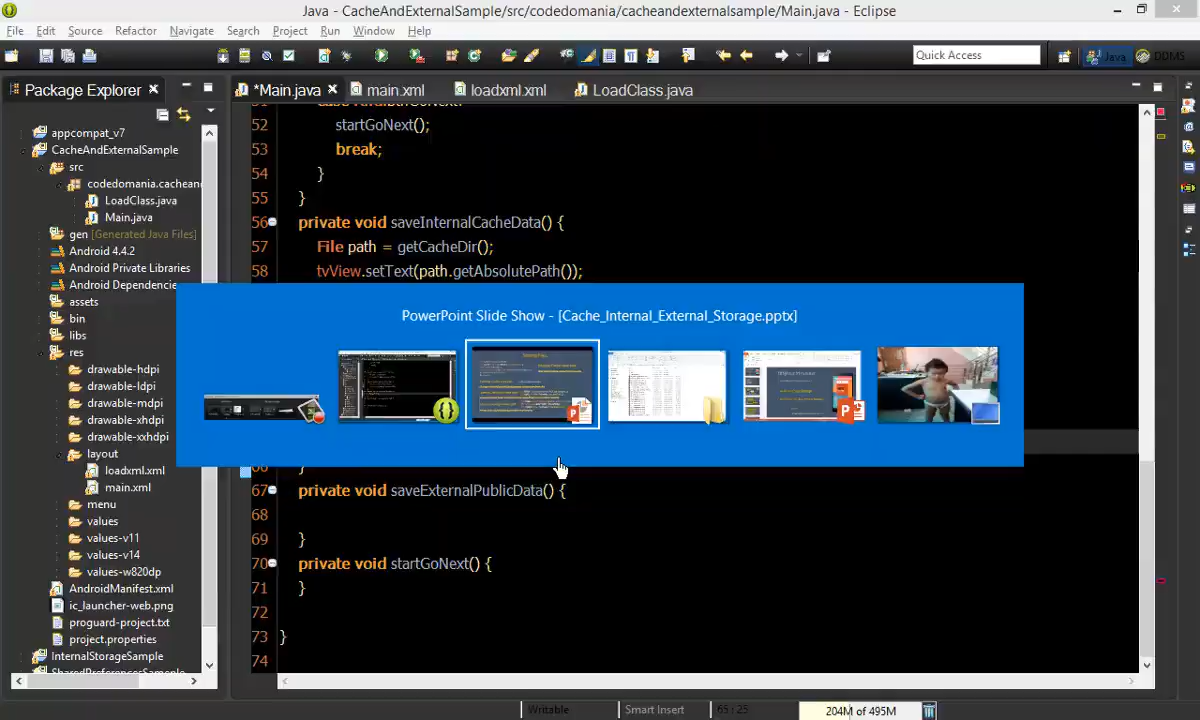 Java - CacheAndExternalSample/src/codedomania/cacheandexternalsample/Main.java - Eclipse
File Edit Source Refactor Navigate Search Project Run Window Help
Quick Access
Java
DDMS
Package Explorer
*Main.java
main.xml
loadxml.xml
LoadClass.java
appcompat_v7
CacheAndExternalSample
src
codedomania.cachean
LoadClass.java
Main.java
gen [Generated Java Files]
Android 4.4.2
Android Private Libraries
Android Dependencie
assets
bin
libs
res
drawable-hdpi
drawable-ldpi
drawable-mdpi
drawable-xhdpi
drawable-xxhdpi
layout
loadxml.xml
main.xml
menu
values
values-v11
values-v14
values-w820dp
AndroidManifest.xml
ic_launcher-web.png
proguard-project.txt
project.properties
InternalStorageSample
SharedPreferencesSample
52 startGoNext();
53 break;
54 }
55 }
56 private void saveInternalCacheData() {
57 File path = getCacheDir();
58 tvView.setText(path.getAbsolutePath());
PowerPoint Slide Show - [Cache_Internal_External_Storage.pptx]
66 }
67 private void saveExternalPublicData() {
68
69 }
70 private void startGoNext() {
71 }
72
73 }
74
Writable
Smart Insert
65 : 25
204M of 495M